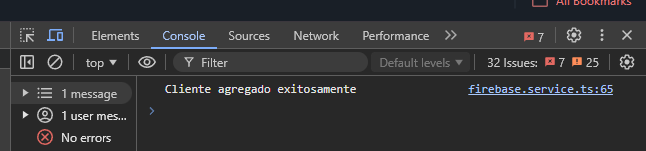 All Bookmarks
Elements Console Sources Network Performance 7
top Filter Default levels 32 Issues: 7 25
1 message
Cliente agregado exitosamente firebase.service.ts:65
1 user mes...
No errors